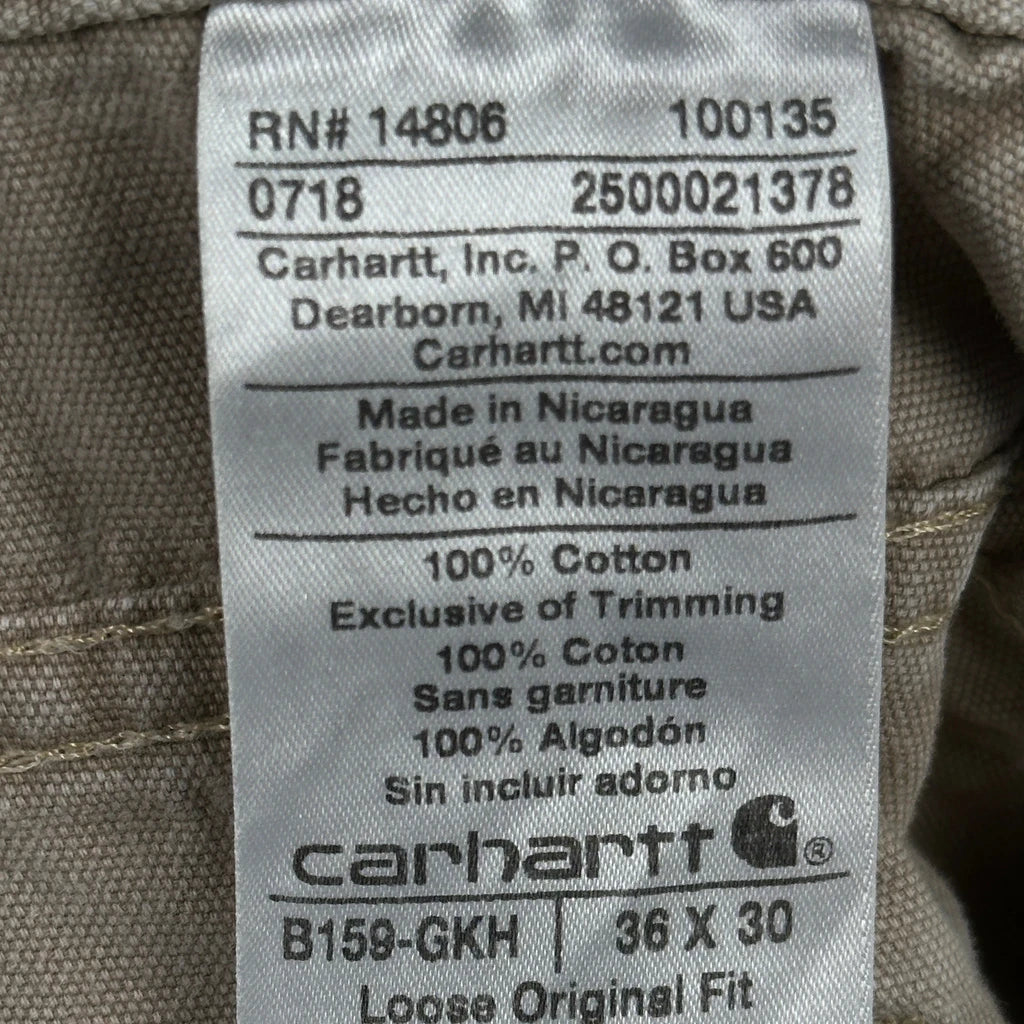 RN# 14806 100135
0718 2500021378
Carhartt, Inc. P. O. Box 600
Dearborn, MI 48121 USA
Carhartt.com
Made in Nicaragua
Fabriqué au Nicaragua
Hecho en Nicaragua
100% Cotton
Exclusive of Trimming
100% Coton
Sans garniture
100% Algodón
Sin incluir adorno
carhartt ®
B159-GKH | 36 X 30
Loose Original Fit